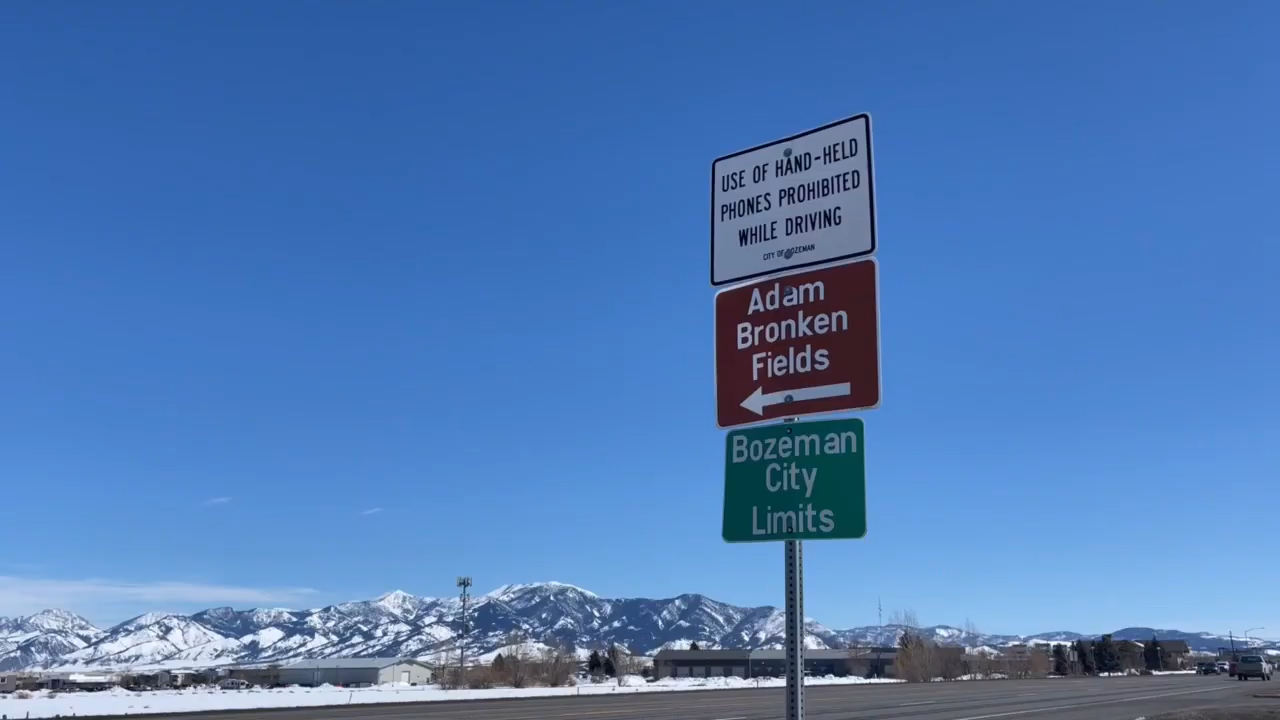 USE OF HAND-HELD
PHONES PROHIBITED
WHILE DRIVING
CITY OF BOZEMAN
Adam
Bronken
Fields
Bozeman
City
Limits